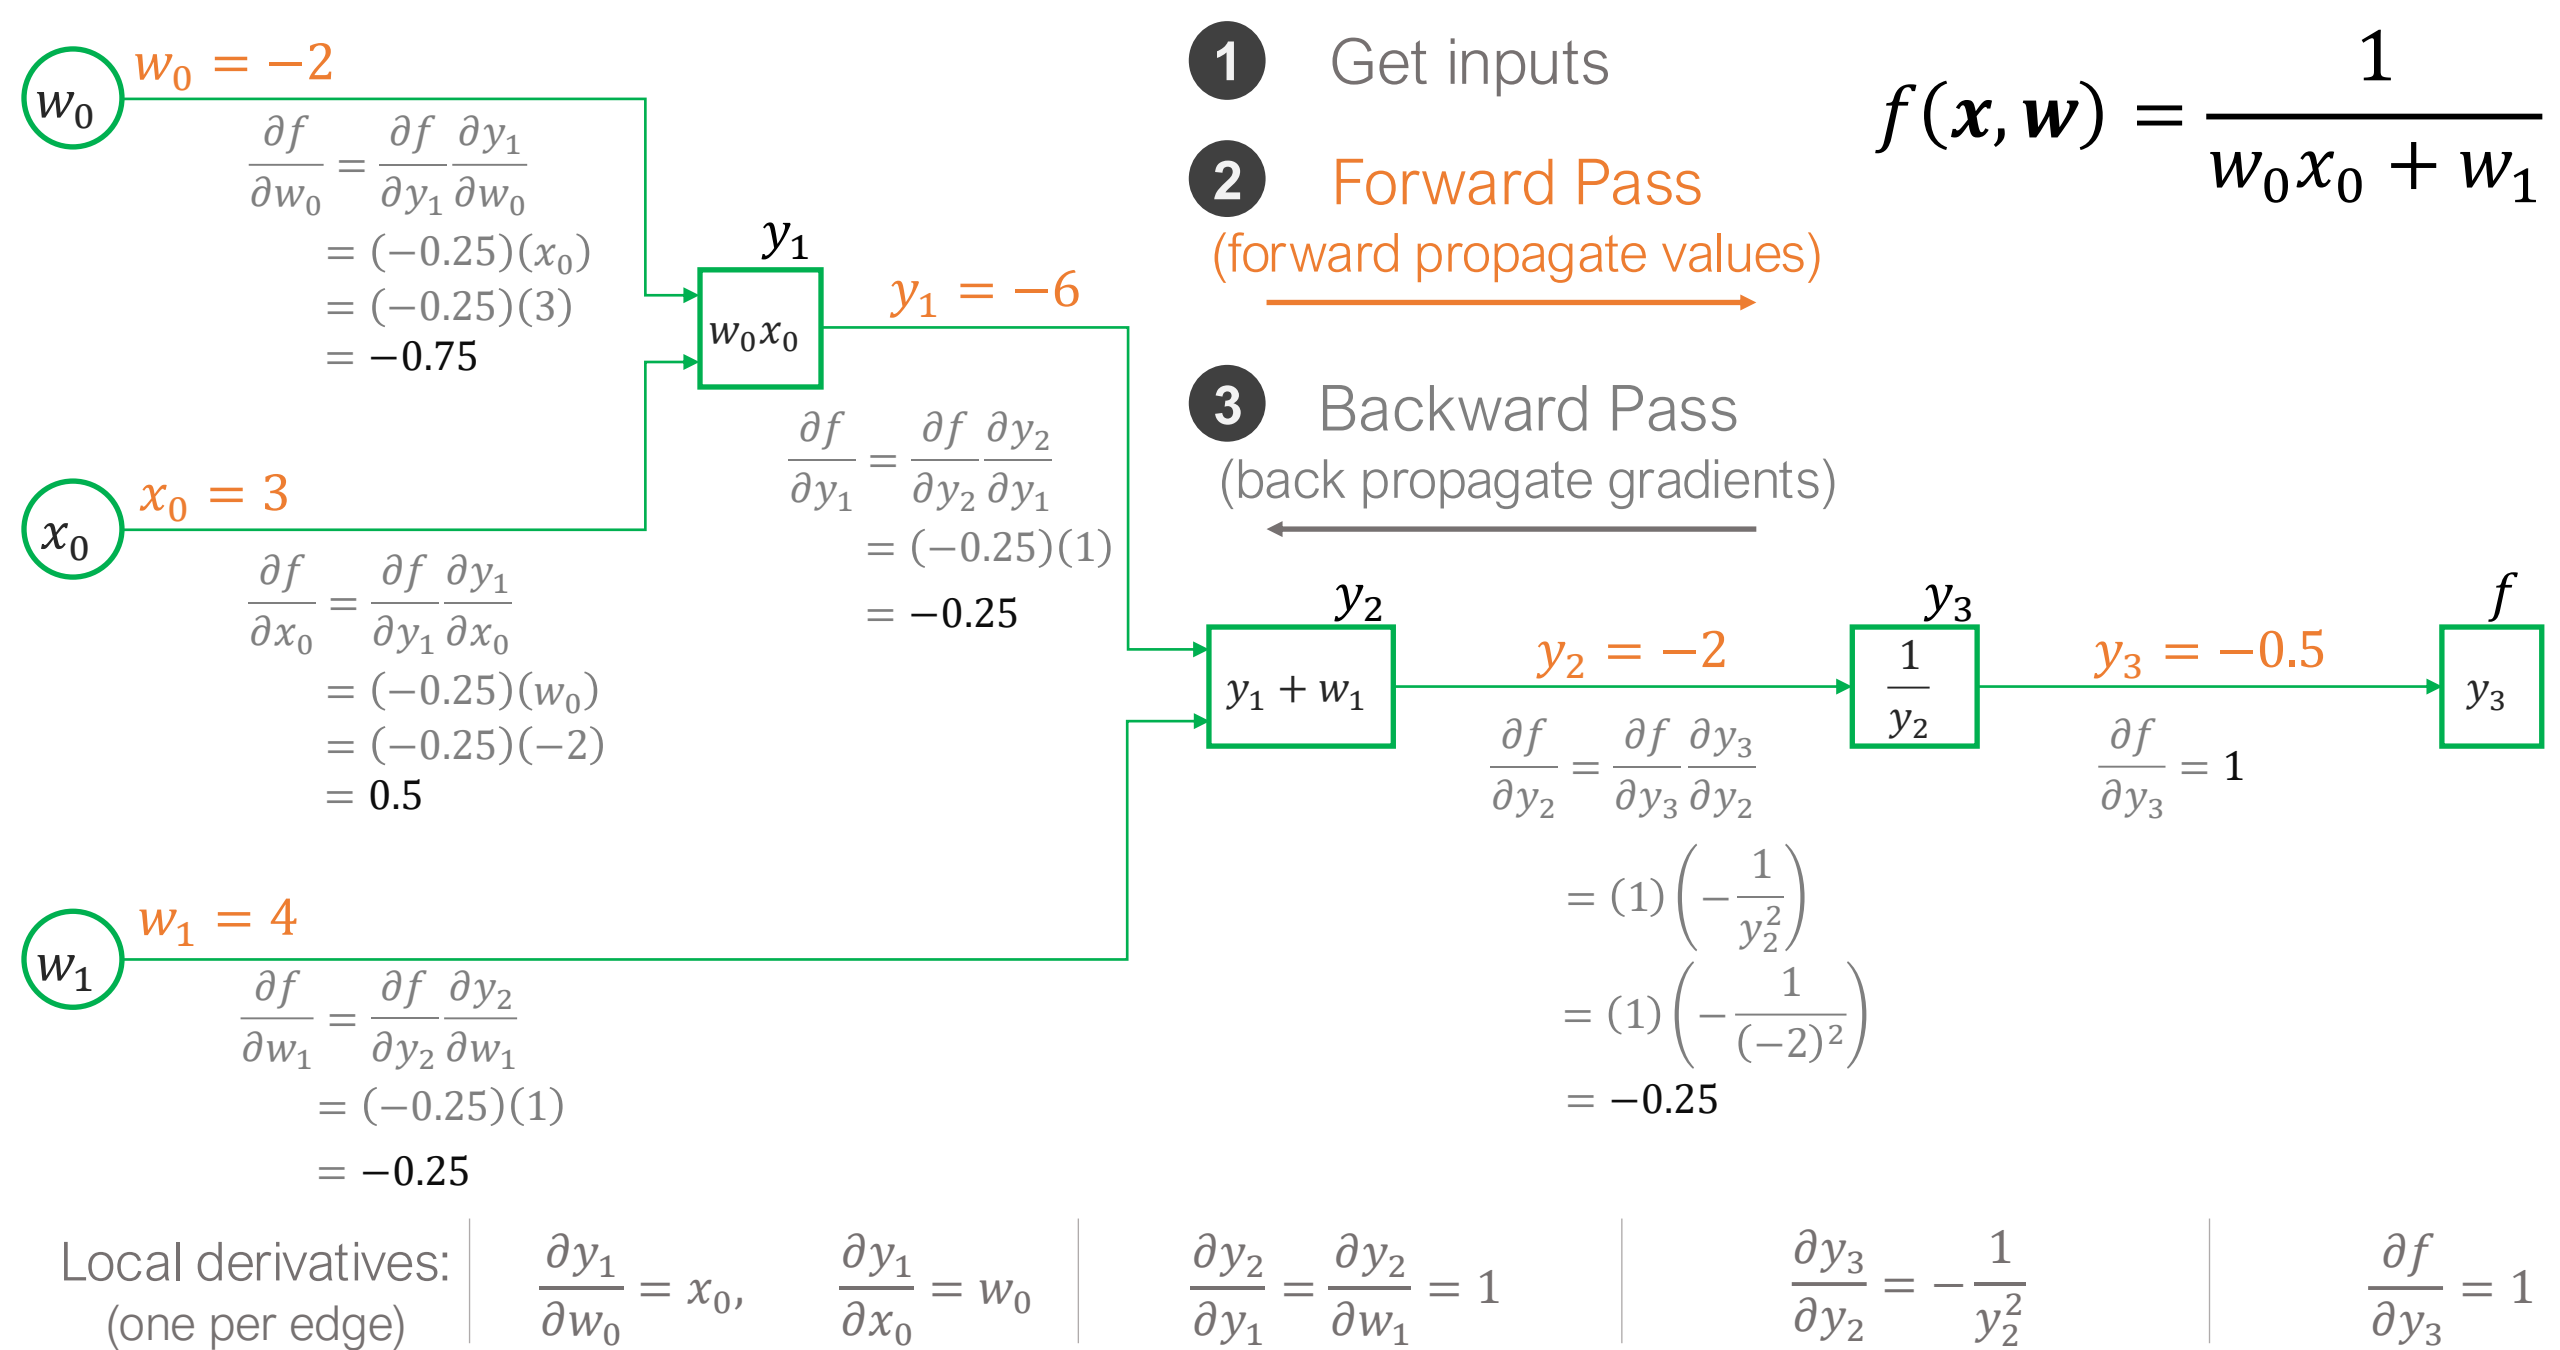 w₀ = −2
w₀
∂f/∂w₀ = ∂f/∂y₁ ∂y₁/∂w₀
= (−0.25)(x₀)
= (−0.25)(3)
= −0.75
x₀ = 3
x₀
∂f/∂x₀ = ∂f/∂y₁ ∂y₁/∂x₀
= (−0.25)(w₀)
= (−0.25)(−2)
= 0.5
w₁ = 4
w₁
∂f/∂w₁ = ∂f/∂y₂ ∂y₂/∂w₁
= (−0.25)(1)
= −0.25
y₁
w₀x₀
y₁ = −6
∂f/∂y₁ = ∂f/∂y₂ ∂y₂/∂y₁
= (−0.25)(1)
= −0.25
1 Get inputs
2 Forward Pass
(forward propagate values)
3 Backward Pass
(back propagate gradients)
f(x, w) = 1/(w₀x₀ + w₁)
y₂
y₁ + w₁
y₂ = −2
∂f/∂y₂ = ∂f/∂y₃ ∂y₃/∂y₂
= (1)(−1/y₂²)
= (1)(−1/(−2)²)
= −0.25
y₃
1/y₂
y₃ = −0.5
∂f/∂y₃ = 1
f
y₃
Local derivatives:
(one per edge)
∂y₁/∂w₀ = x₀, ∂y₁/∂x₀ = w₀
∂y₂/∂y₁ = ∂y₂/∂w₁ = 1
∂y₃/∂y₂ = −1/y₂²
∂f/∂y₃ = 1